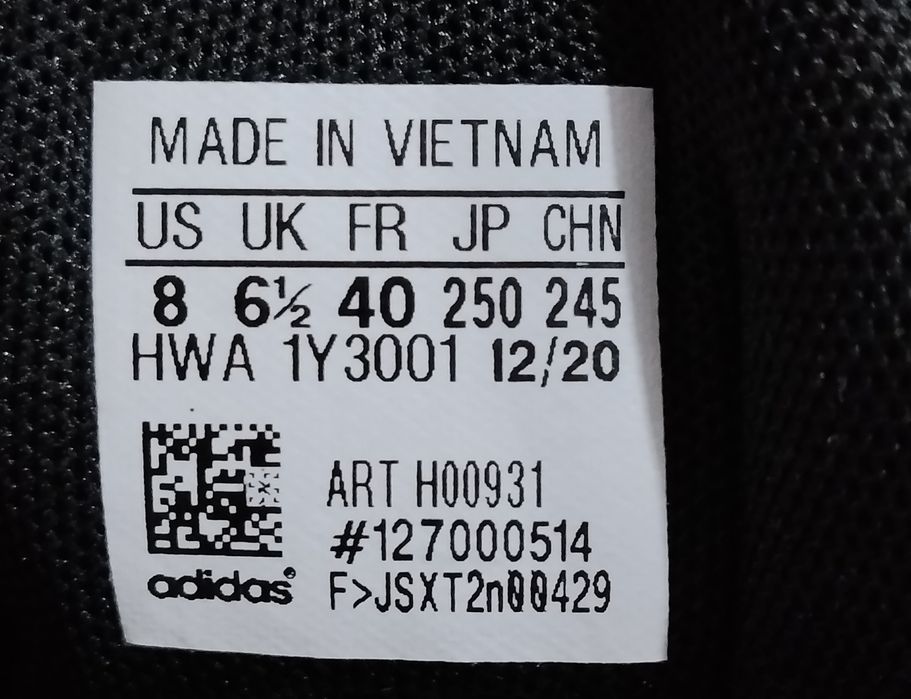 MADE IN VIETNAM
US UK FR JP CHN
8 6½ 40 250 245
HWA 1Y3001 12/20
ART H00931
#127000514
adidas® F>JSXT2n00429